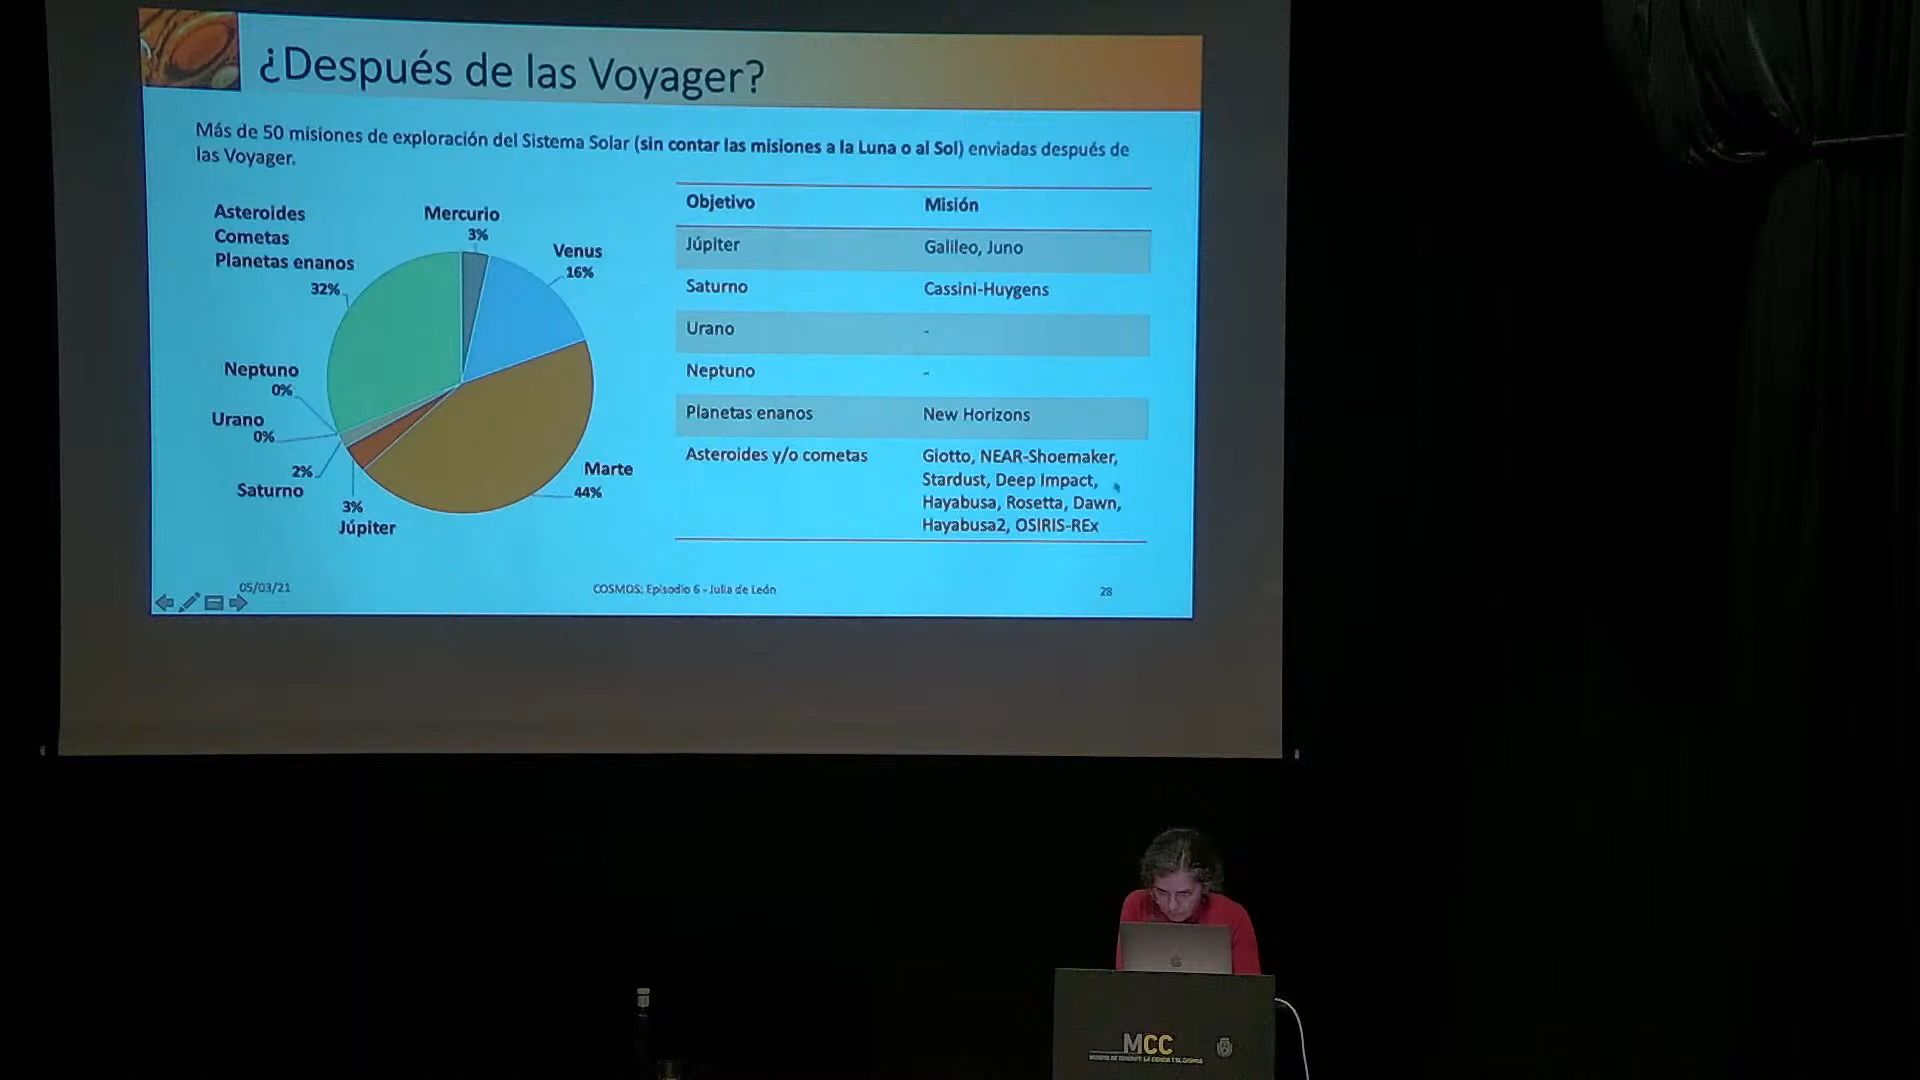 ¿Después de las Voyager?
Más de 50 misiones de exploración del Sistema Solar (sin contar las misiones a la Luna o al Sol) enviadas después de
las Voyager.
Asteroides
Cometas
Planetas enanos
32%
Mercurio
3%
Venus
16%
Neptuno
0%
Urano
0%
2%
Saturno
3%
Júpiter
Marte
44%
Objetivo Misión
Júpiter Galileo, Juno
Saturno Cassini-Huygens
Urano -
Neptuno -
Planetas enanos New Horizons
Asteroides y/o cometas Giotto, NEAR-Shoemaker,
Stardust, Deep Impact,
Hayabusa, Rosetta, Dawn,
Hayabusa2, OSIRIS-REx
05/03/21
COSMOS: Episodio 6 - Julia de León
28
MCC